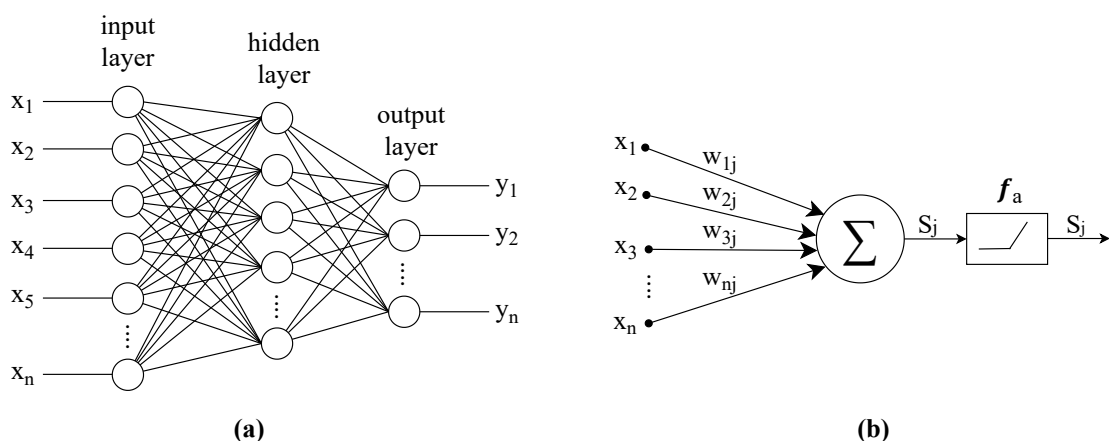 input
layer
hidden
layer
output
layer
x₁
x₂
x₃
x₄
x₅
xₙ
y₁
y₂
yₙ
(a)
x₁
x₂
x₃
xₙ
w₁ⱼ
w₂ⱼ
w₃ⱼ
wₙⱼ
∑
Sⱼ
fₐ
Sⱼ
(b)